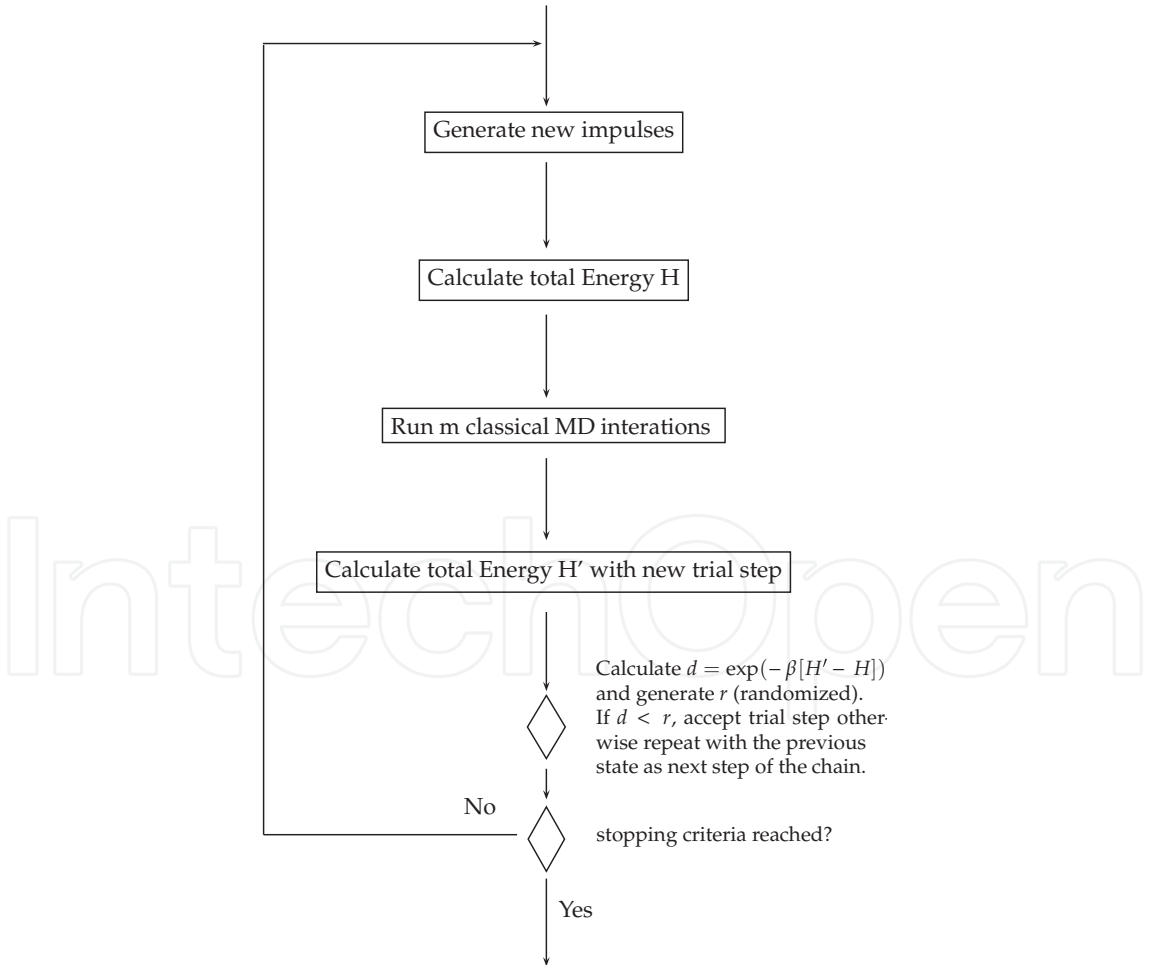 Generate new impulses
Calculate total Energy H
Run m classical MD interations
Calculate total Energy H′ with new trial step
Calculate d = exp(−β[H′ − H])
and generate r (randomized).
If d < r, accept trial step other-
wise repeat with the previous
state as next step of the chain.
No
stopping criteria reached?
Yes
IntechOpen